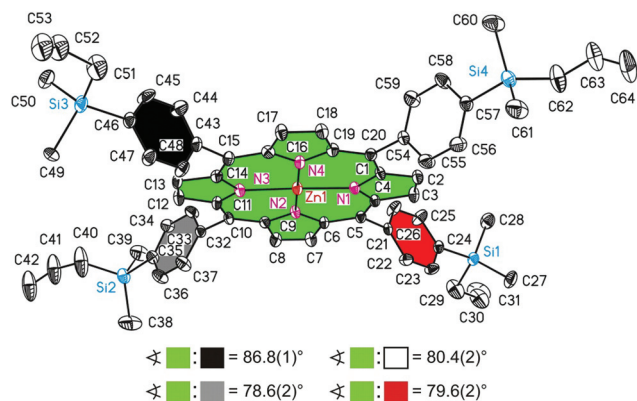 C53
C52
C60
C51
C58
Si4
C63
C50
Si3
C45
C59
C44
C57
C62
C64
C46
C43
C17
C18
C61
C15
C19
C20
C56
C47
C48
C16
C54
C55
C49
C14
N4
C1
C2
C13
N3
C4
C3
C12
C11
Zn1
N1
C34
N2
C25
C28
C41
C40
C39
C33
C9
C26
C24
C42
C35
C32
C10
C6
C5
C21
Si1
C37
C8
C7
C22
C23
C27
Si2
C36
C29
C31
C38
C30
∢ : = 86.8(1)° ∢ : = 80.4(2)°
∢ : = 78.6(2)° ∢ : = 79.6(2)°